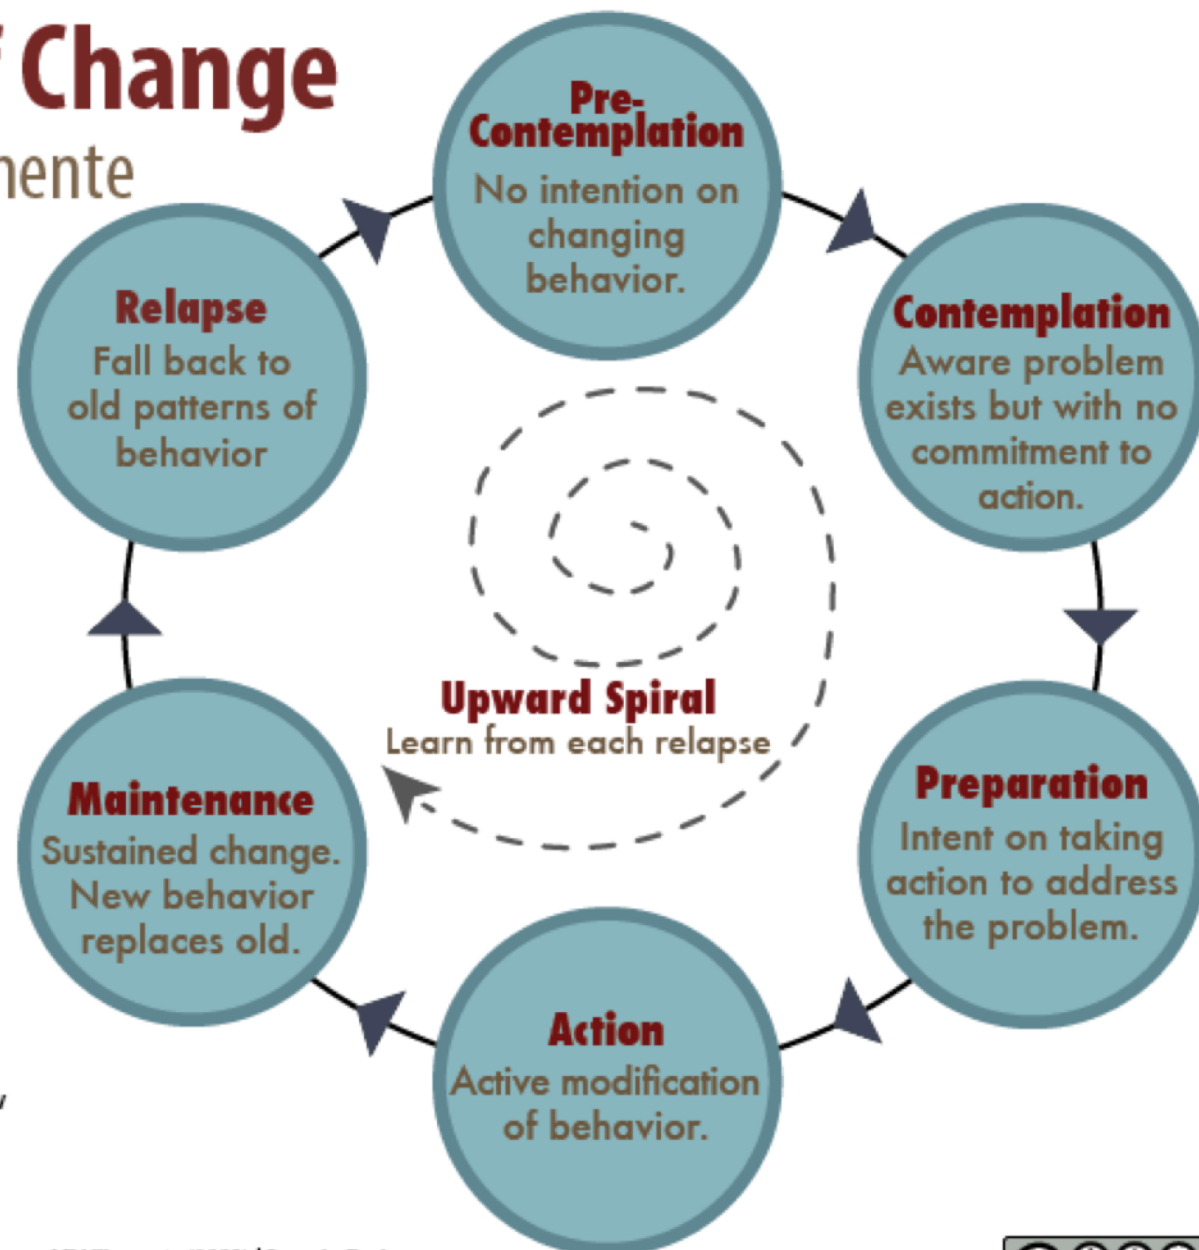 f Change
nente
Pre-
Contemplation
No intention on
changing
behavior.
Contemplation
Aware problem
exists but with no
commitment to
action.
Preparation
Intent on taking
action to address
the problem.
Action
Active modification
of behavior.
Maintenance
Sustained change.
New behavior
replaces old.
Relapse
Fall back to
old patterns of
behavior
Upward Spiral
Learn from each relapse